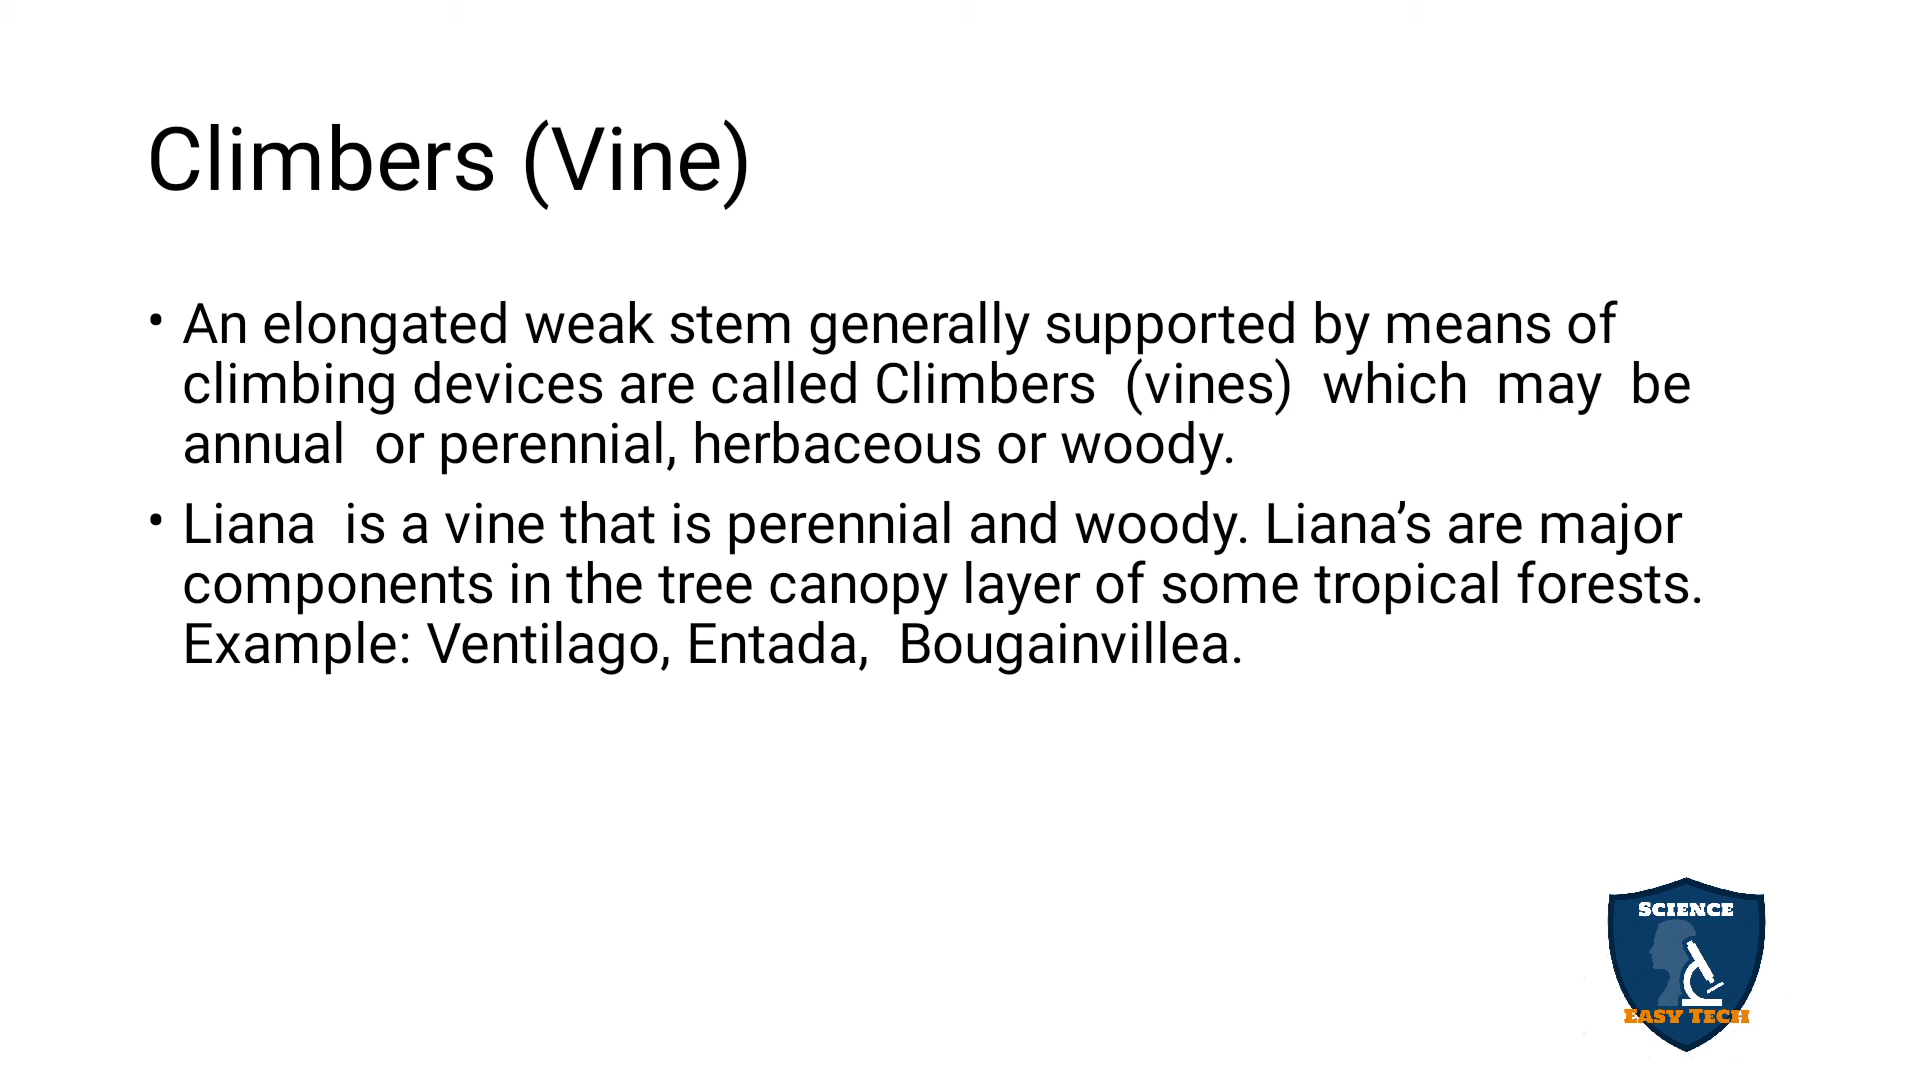 Climbers (Vine)
• An elongated weak stem generally supported by means of
climbing devices are called Climbers  (vines)  which  may  be
annual  or perennial, herbaceous or woody.
• Liana  is a vine that is perennial and woody. Liana’s are major
components in the tree canopy layer of some tropical forests.
Example: Ventilago, Entada,  Bougainvillea.
SCIENCE
EASY TECH